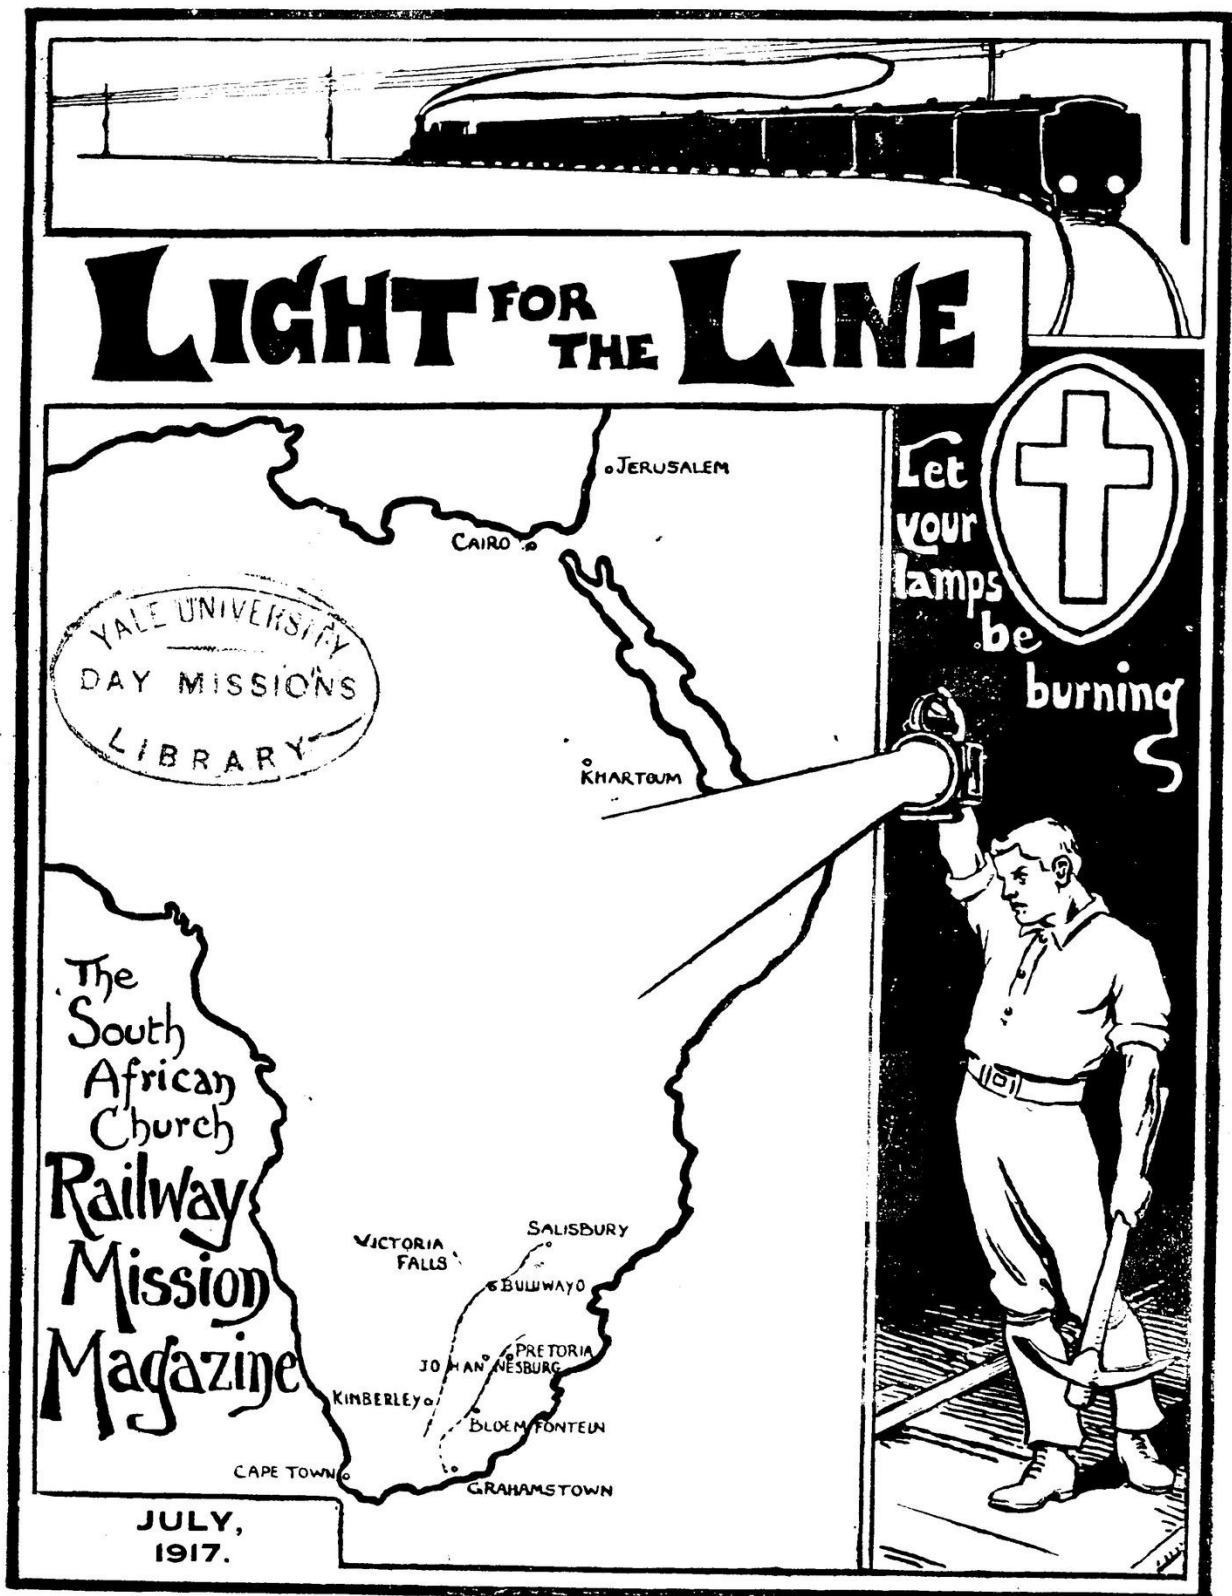 LIGHT FOR THE LINE
Let
your
lamps
be
burning
JERUSALEM
CAIRO
YALE UNIVERSITY
DAY MISSIONS
LIBRARY
KHARTOUM
The
South
African
Church
Railway
Mission
Magazine
SALISBURY
VICTORIA
FALLS
BULUWAYO
PRETORIA
JOHANNESBURG
KIMBERLEY
BLOEMFONTEIN
CAPE TOWN
GRAHAMSTOWN
JULY,
1917.